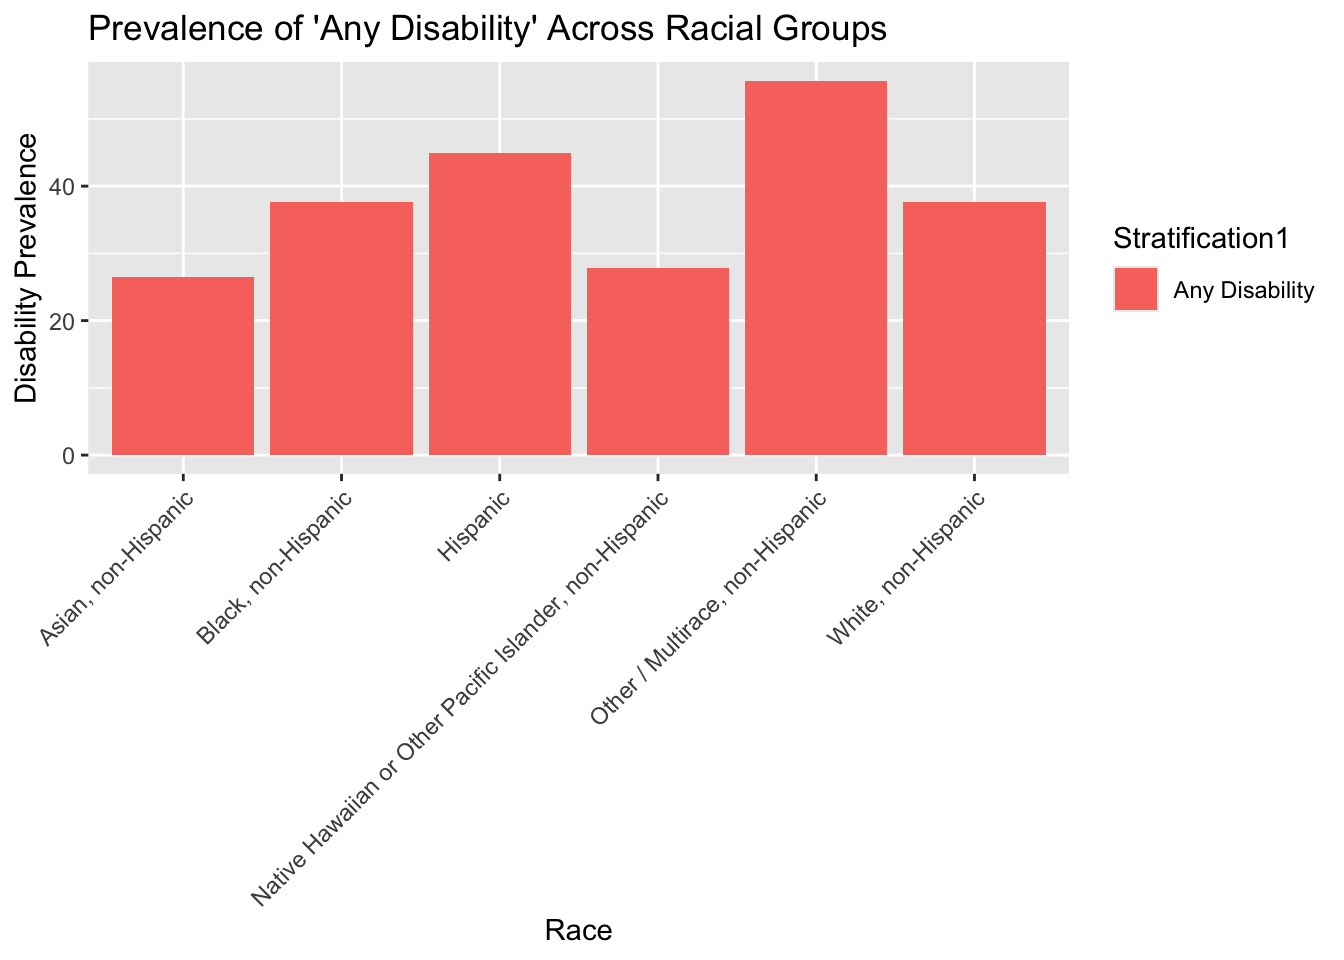 Prevalence of 'Any Disability' Across Racial Groups
Disability Prevalence
40
20
0
Asian, non-Hispanic
Black, non-Hispanic
Hispanic
Native Hawaiian or Other Pacific Islander, non-Hispanic
Other / Multirace, non-Hispanic
White, non-Hispanic
Race
Stratification1
Any Disability